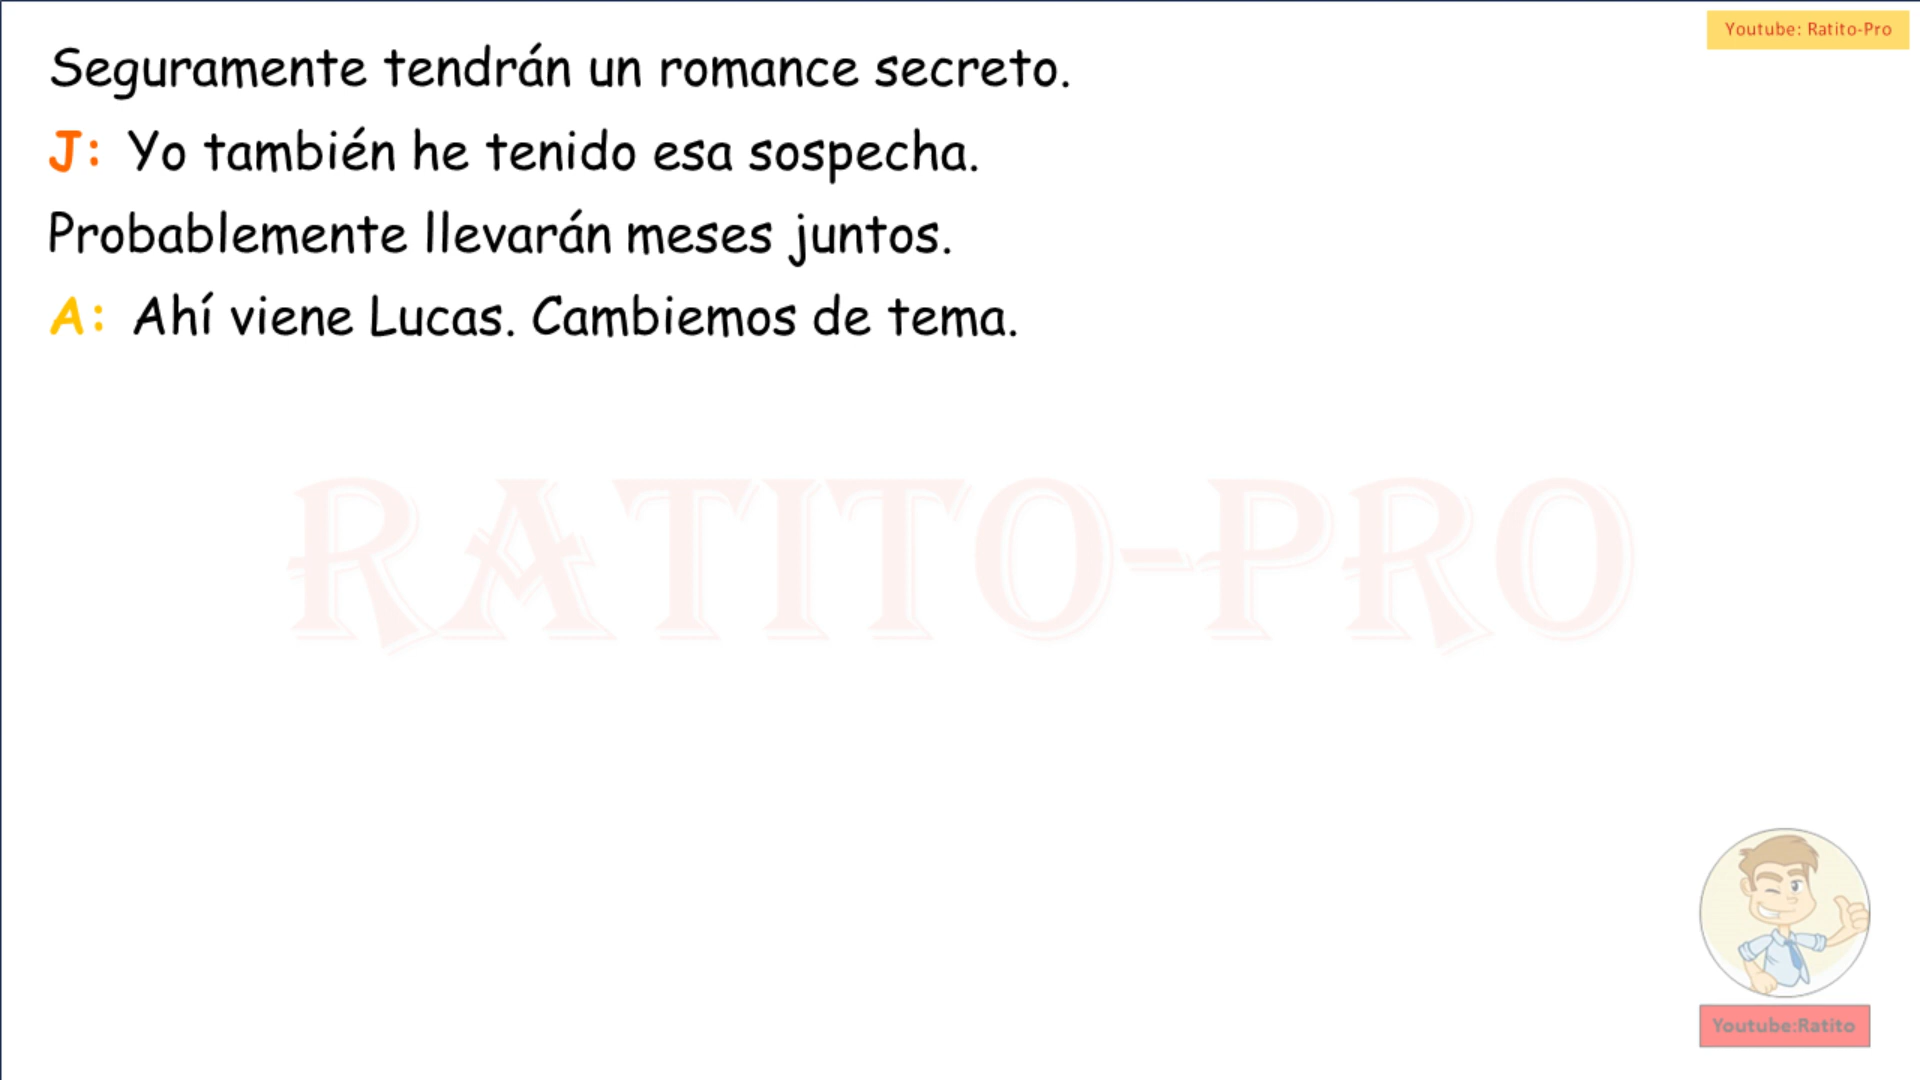 Youtube: Ratito-Pro
Seguramente tendrán un romance secreto.
J: Yo también he tenido esa sospecha.
Probablemente llevarán meses juntos.
A: Ahí viene Lucas. Cambiemos de tema.
RATITO-PRO
Youtube:Ratito